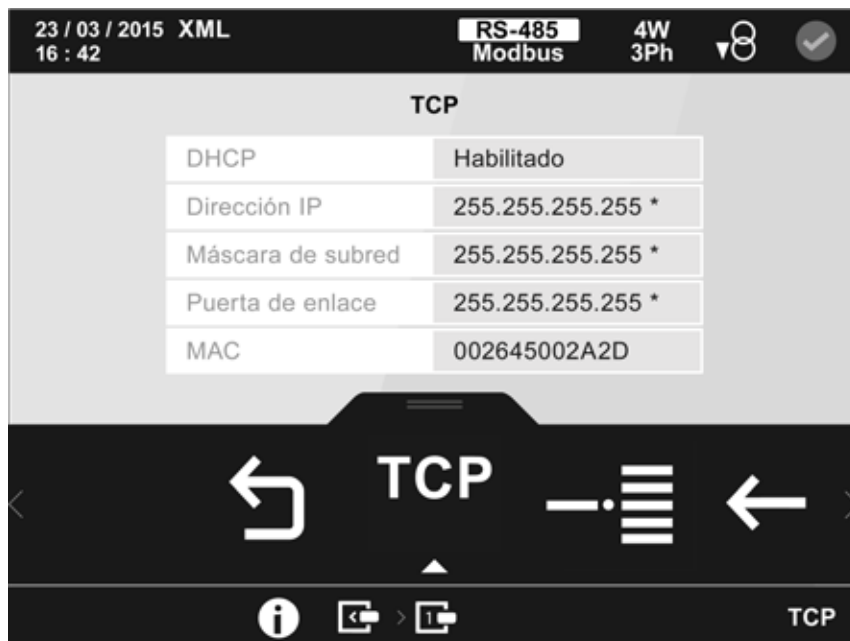 23 / 03 / 2015 XML RS-485 4W
16 : 42 Modbus 3Ph
TCP
DHCP Habilitado
Dirección IP 255.255.255.255 *
Máscara de subred 255.255.255.255 *
Puerta de enlace 255.255.255.255 *
MAC 002645002A2D
TCP
i 1
TCP